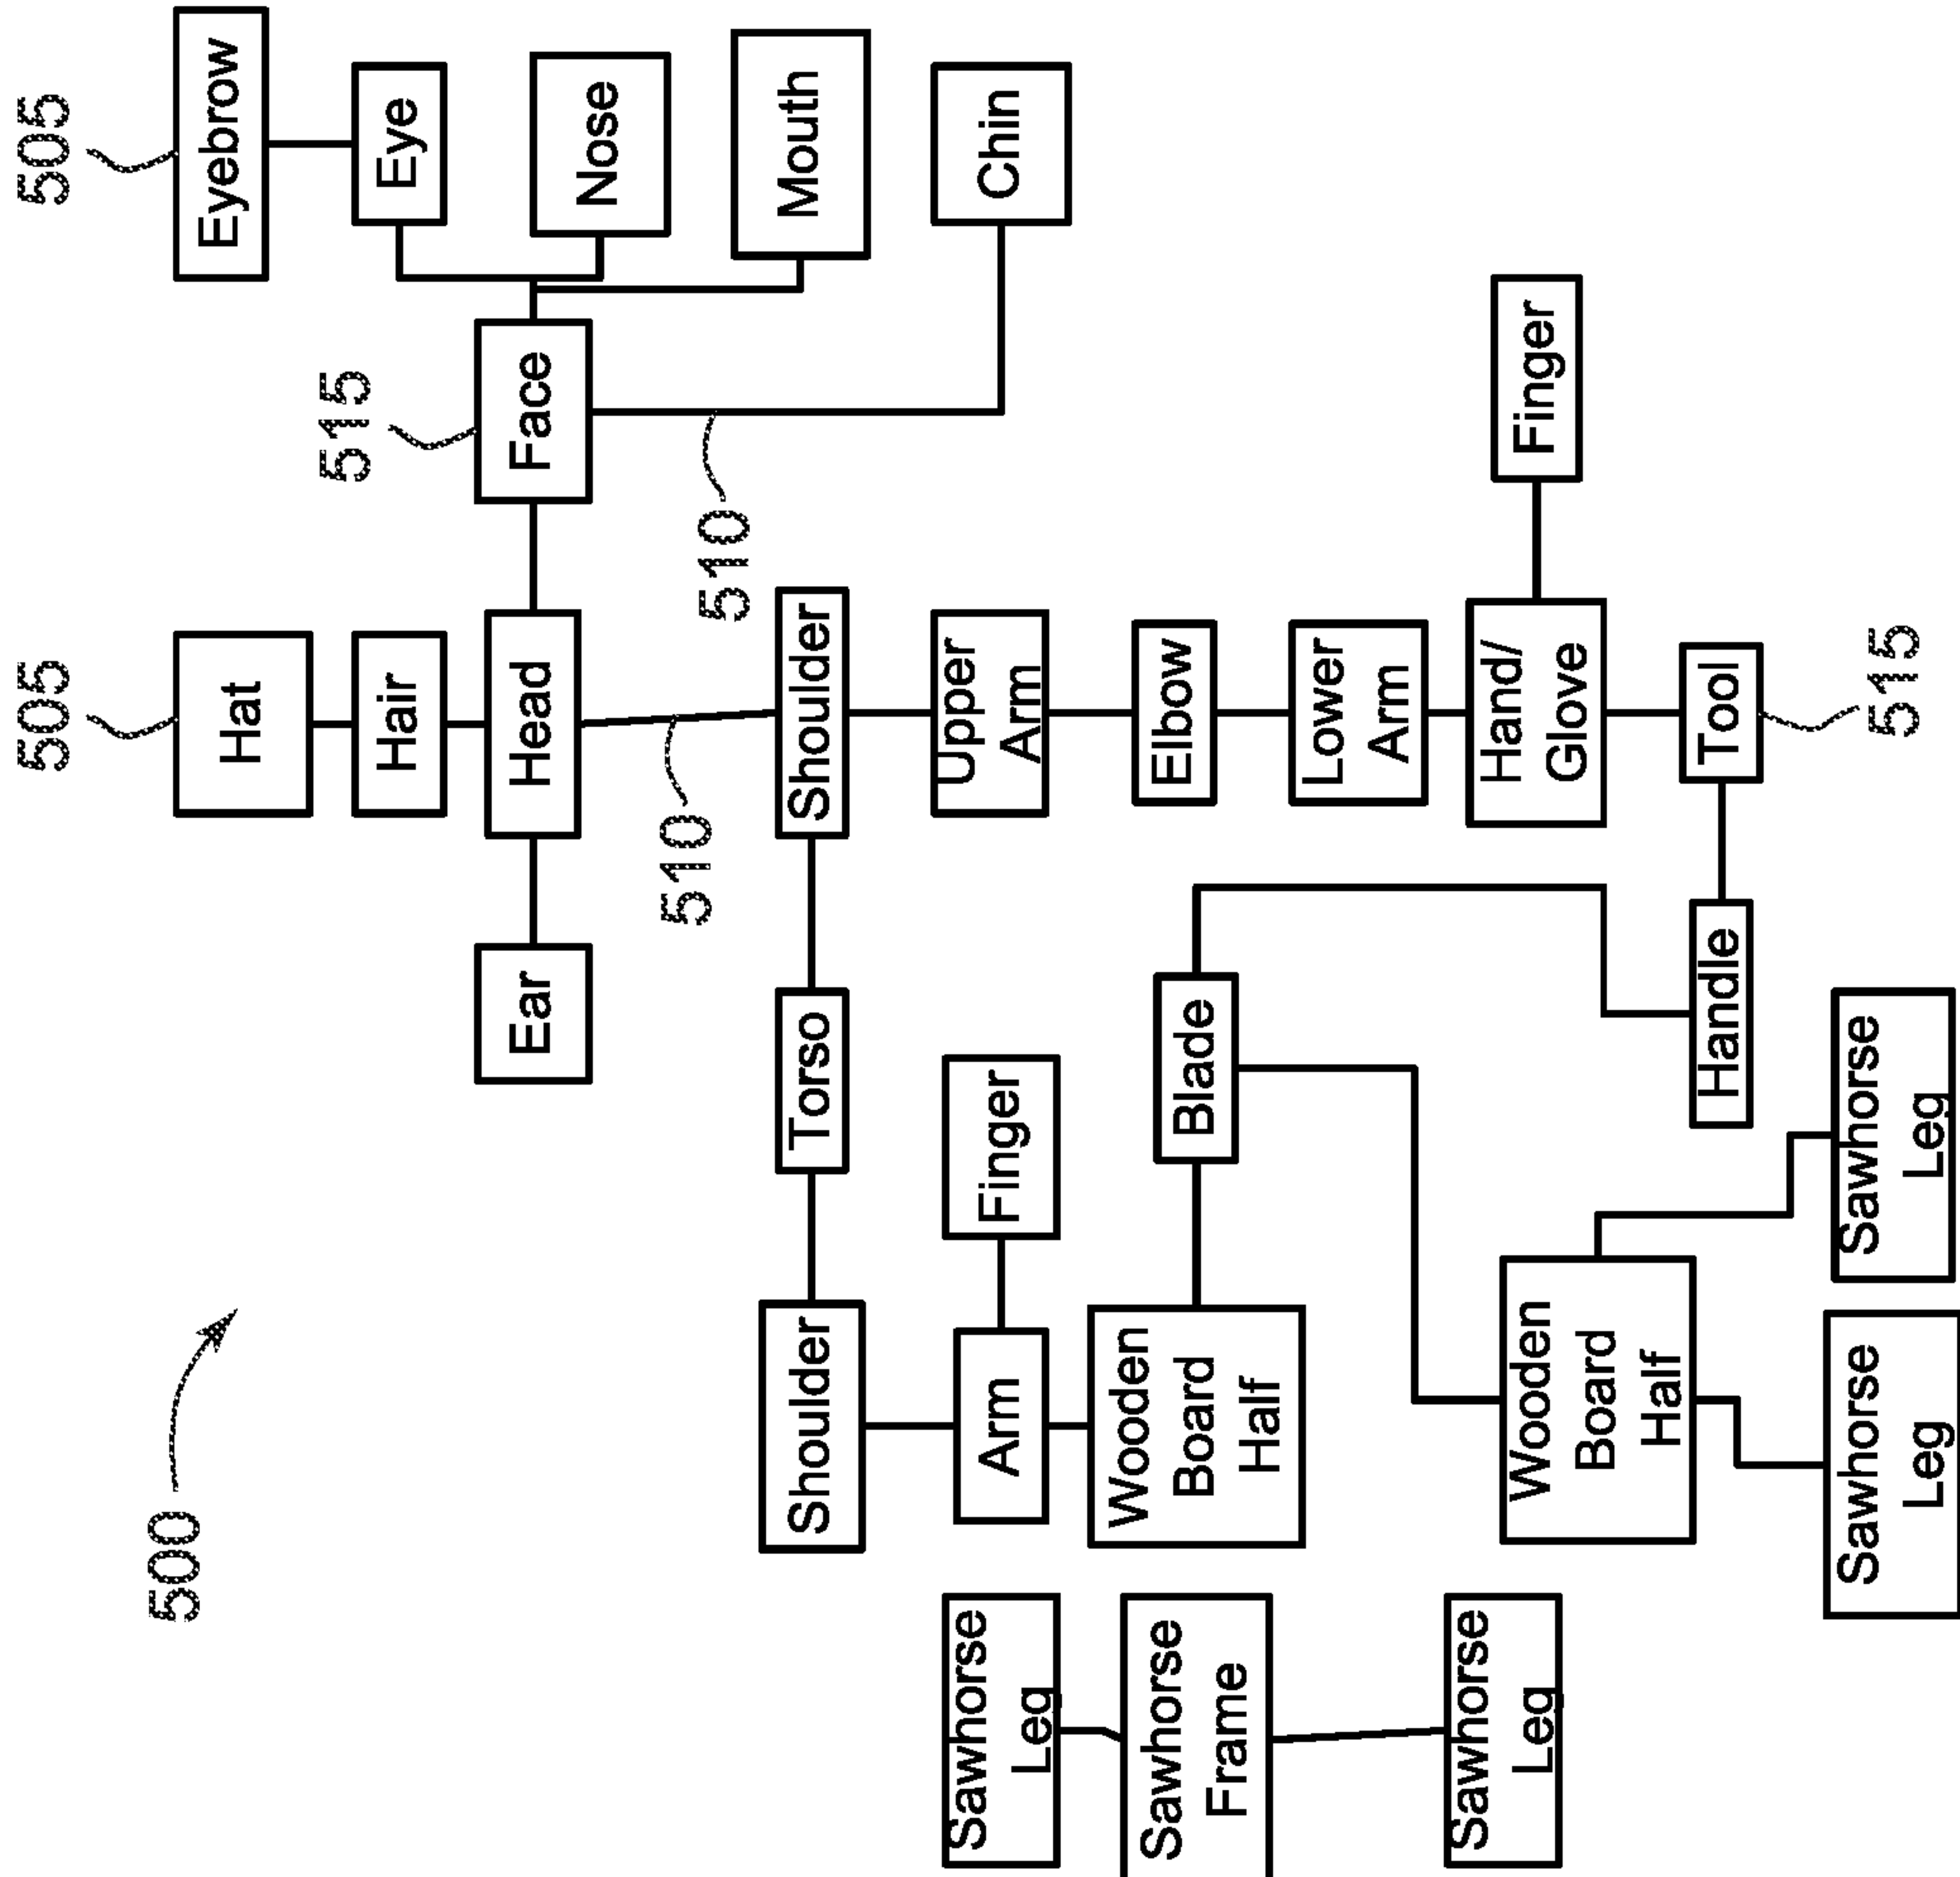 505
505
500
Hat
Eyebrow
515
Hair
Eye
Ear
Head
Face
Nose
510
510
Shoulder
Torso
Shoulder
Mouth
Sawhorse
Leg
Arm
Finger
Upper
Arm
Chin
Sawhorse
Frame
Wooden
Board
Half
Blade
Elbow
Lower
Arm
Sawhorse
Leg
Wooden
Board
Half
Hand/
Glove
Finger
Handle
Tool
Sawhorse
Leg
Sawhorse
Leg
515